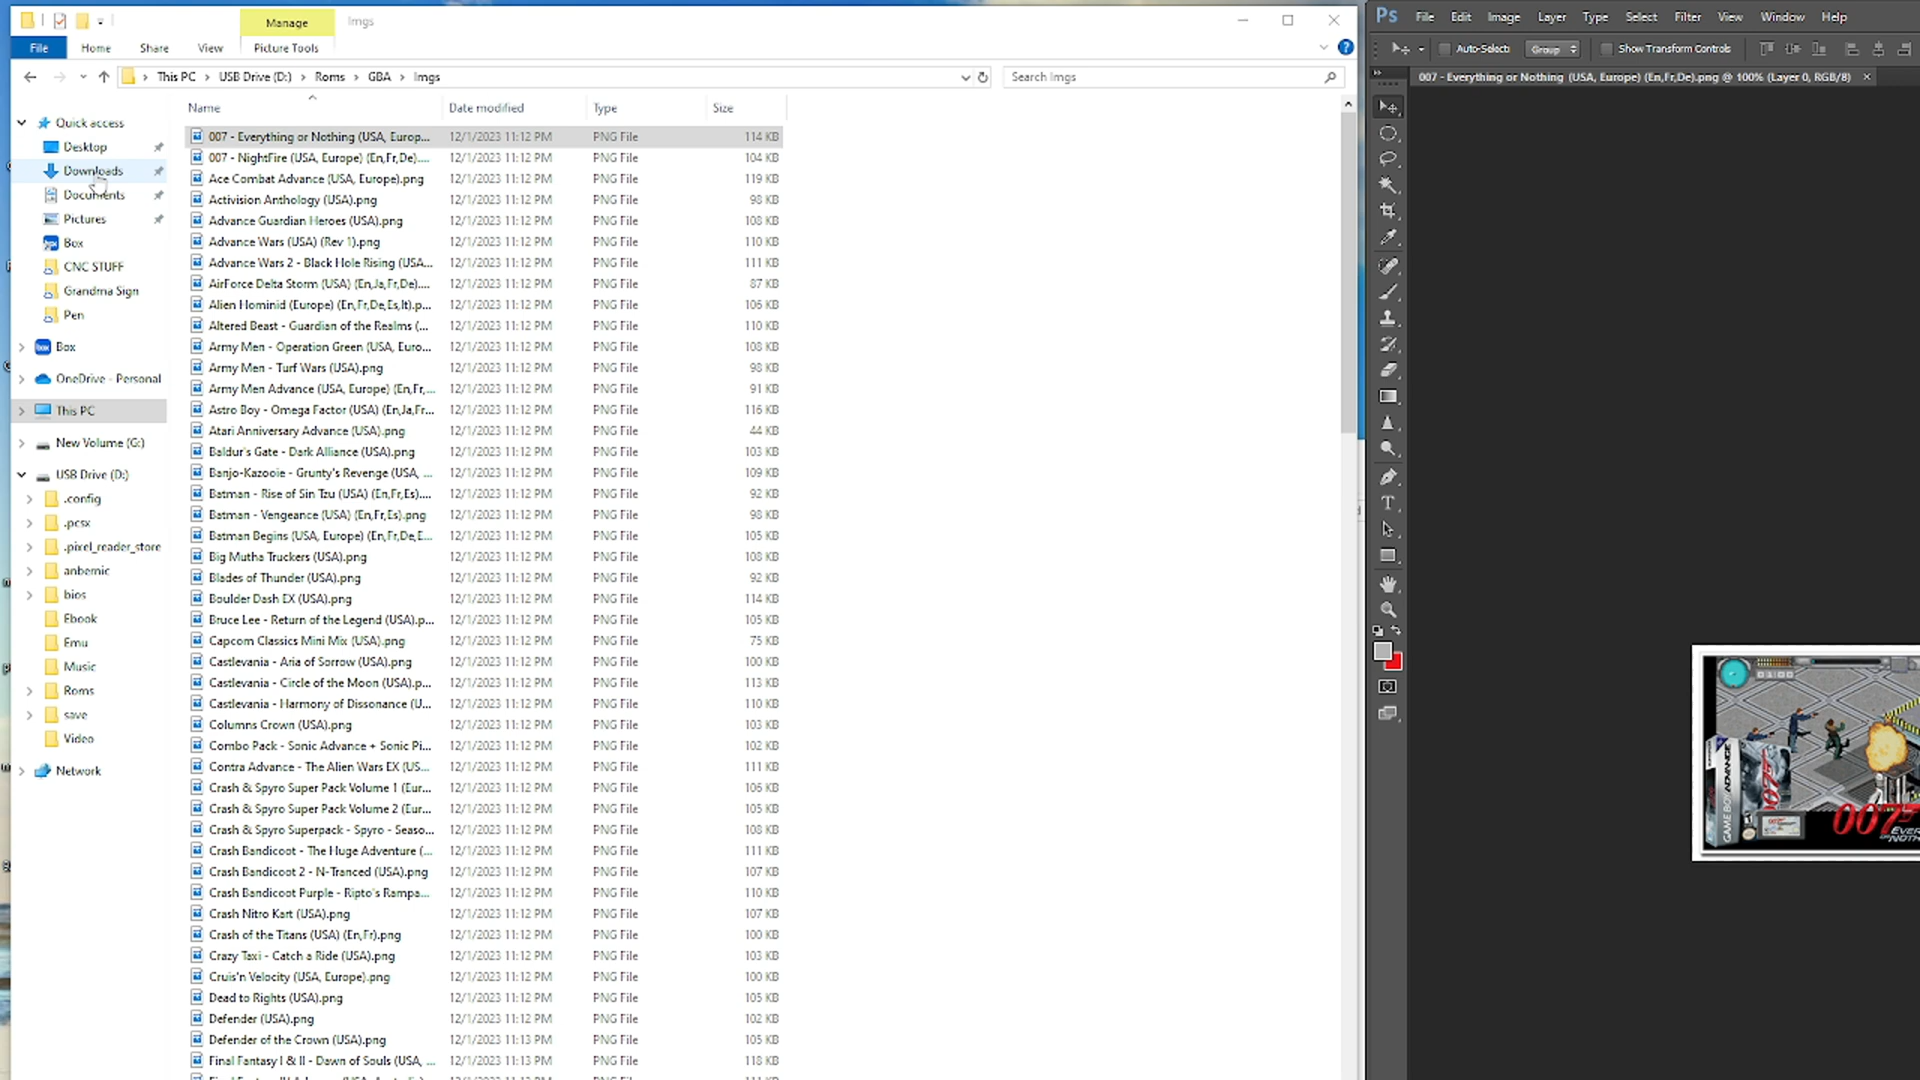 Manage
Imgs
File
Home
Share
View
Picture Tools
This PC
USB Drive (D:)
Roms
GBA
Imgs
Search Imgs
Name
Date modified
Type
Size
Quick access
Desktop
Downloads
Documents
Pictures
Box
CNC STUFF
Grandma Sign
Pen
Box
OneDrive - Personal
This PC
New Volume (G:)
USB Drive (D:)
.config
.pcsx
.pixel_reader_store
anbernic
bios
Ebook
Emu
Music
Roms
save
Video
Network
007 - Everything or Nothing (USA, Europ... 12/1/2023 11:12 PM PNG File 114 KB
007 - NightFire (USA, Europe) (En,Fr,De).... 12/1/2023 11:12 PM PNG File 104 KB
Ace Combat Advance (USA, Europe).png 12/1/2023 11:12 PM PNG File 119 KB
Activision Anthology (USA).png 12/1/2023 11:12 PM PNG File 98 KB
Advance Guardian Heroes (USA).png 12/1/2023 11:12 PM PNG File 108 KB
Advance Wars (USA) (Rev 1).png 12/1/2023 11:12 PM PNG File 110 KB
Advance Wars 2 - Black Hole Rising (USA... 12/1/2023 11:12 PM PNG File 111 KB
AirForce Delta Storm (USA) (En,Ja,Fr,De).... 12/1/2023 11:12 PM PNG File 87 KB
Alien Hominid (Europe) (En,Fr,De,Es,It).p... 12/1/2023 11:12 PM PNG File 106 KB
Altered Beast - Guardian of the Realms (... 12/1/2023 11:12 PM PNG File 110 KB
Army Men - Operation Green (USA, Euro... 12/1/2023 11:12 PM PNG File 108 KB
Army Men - Turf Wars (USA).png 12/1/2023 11:12 PM PNG File 98 KB
Army Men Advance (USA, Europe) (En,Fr,... 12/1/2023 11:12 PM PNG File 91 KB
Astro Boy - Omega Factor (USA) (En,Ja,Fr... 12/1/2023 11:12 PM PNG File 116 KB
Atari Anniversary Advance (USA).png 12/1/2023 11:12 PM PNG File 44 KB
Baldur's Gate - Dark Alliance (USA).png 12/1/2023 11:12 PM PNG File 103 KB
Banjo-Kazooie - Grunty's Revenge (USA, ... 12/1/2023 11:12 PM PNG File 109 KB
Batman - Rise of Sin Tzu (USA) (En,Fr,Es).... 12/1/2023 11:12 PM PNG File 92 KB
Batman - Vengeance (USA) (En,Fr,Es).png 12/1/2023 11:12 PM PNG File 98 KB
Batman Begins (USA, Europe) (En,Fr,De,E... 12/1/2023 11:12 PM PNG File 105 KB
Big Mutha Truckers (USA).png 12/1/2023 11:12 PM PNG File 108 KB
Blades of Thunder (USA).png 12/1/2023 11:12 PM PNG File 92 KB
Boulder Dash EX (USA).png 12/1/2023 11:12 PM PNG File 114 KB
Bruce Lee - Return of the Legend (USA).p... 12/1/2023 11:12 PM PNG File 105 KB
Capcom Classics Mini Mix (USA).png 12/1/2023 11:12 PM PNG File 75 KB
Castlevania - Aria of Sorrow (USA).png 12/1/2023 11:12 PM PNG File 100 KB
Castlevania - Circle of the Moon (USA).p... 12/1/2023 11:12 PM PNG File 113 KB
Castlevania - Harmony of Dissonance (U... 12/1/2023 11:12 PM PNG File 110 KB
Columns Crown (USA).png 12/1/2023 11:12 PM PNG File 103 KB
Combo Pack - Sonic Advance + Sonic Pi... 12/1/2023 11:12 PM PNG File 102 KB
Contra Advance - The Alien Wars EX (US... 12/1/2023 11:12 PM PNG File 111 KB
Crash & Spyro Super Pack Volume 1 (Eur... 12/1/2023 11:12 PM PNG File 106 KB
Crash & Spyro Super Pack Volume 2 (Eur... 12/1/2023 11:12 PM PNG File 105 KB
Crash & Spyro Superpack - Spyro - Seaso... 12/1/2023 11:12 PM PNG File 108 KB
Crash Bandicoot - The Huge Adventure (... 12/1/2023 11:12 PM PNG File 111 KB
Crash Bandicoot 2 - N-Tranced (USA).png 12/1/2023 11:12 PM PNG File 107 KB
Crash Bandicoot Purple - Ripto's Rampa... 12/1/2023 11:12 PM PNG File 110 KB
Crash Nitro Kart (USA).png 12/1/2023 11:12 PM PNG File 107 KB
Crash of the Titans (USA) (En,Fr).png 12/1/2023 11:12 PM PNG File 100 KB
Crazy Taxi - Catch a Ride (USA).png 12/1/2023 11:12 PM PNG File 103 KB
Cruis'n Velocity (USA, Europe).png 12/1/2023 11:12 PM PNG File 100 KB
Dead to Rights (USA).png 12/1/2023 11:12 PM PNG File 105 KB
Defender (USA).png 12/1/2023 11:12 PM PNG File 102 KB
Defender of the Crown (USA).png 12/1/2023 11:13 PM PNG File 105 KB
Final Fantasy I & II - Dawn of Souls (USA, ... 12/1/2023 11:13 PM PNG File 118 KB
Ps
File
Edit
Image
Layer
Type
Select
Filter
View
Window
Help
Auto-Select:
Group
Show Transform Controls
007 - Everything or Nothing (USA, Europe) (En,Fr,De).png @ 100% (Layer 0, RGB/8)
GAME BOY ADVANCE
007
007
EVER
NOTH